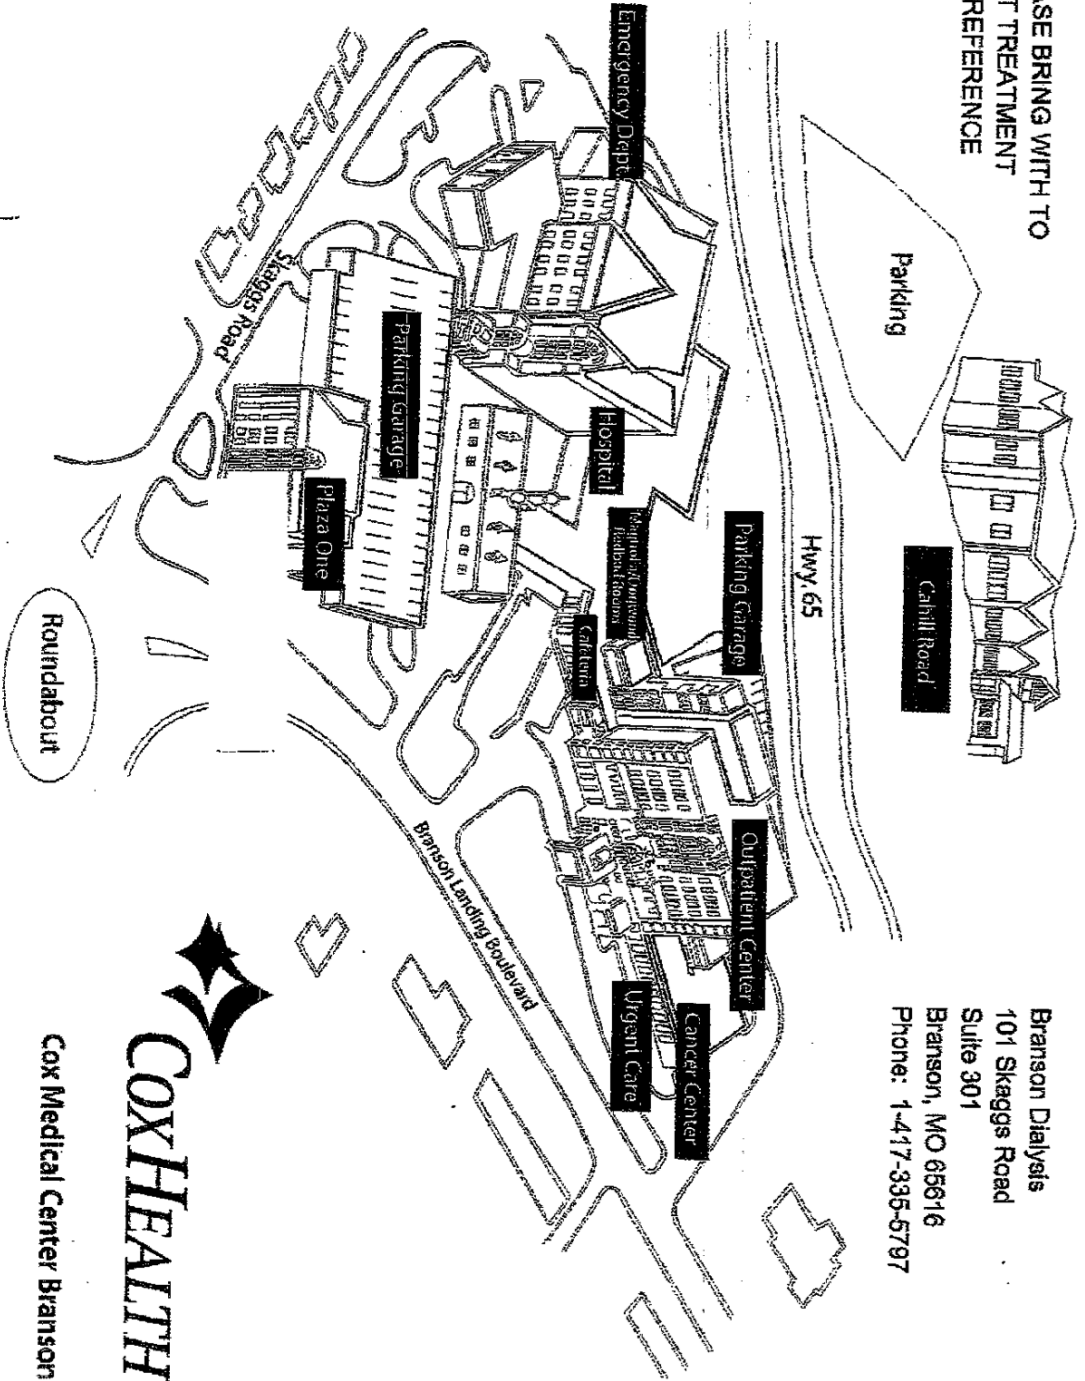 ASE BRING WITH TO
T TREATMENT
REFERENCE
Branson Dialysis
101 Skaggs Road
Suite 301
Branson, MO 65616
Phone: 1-417-335-5797
Parking
Cahill Road
Hwy. 65
Emergency Dept.
Hospital
Parking Garage
Outpatient Center
Cancer Center
Urgent Care
Cafeteria
Parking Garage
Plaza One
Skaggs Road
Branson Landing Boulevard
Roundabout
COXHEALTH
Cox Medical Center Branson